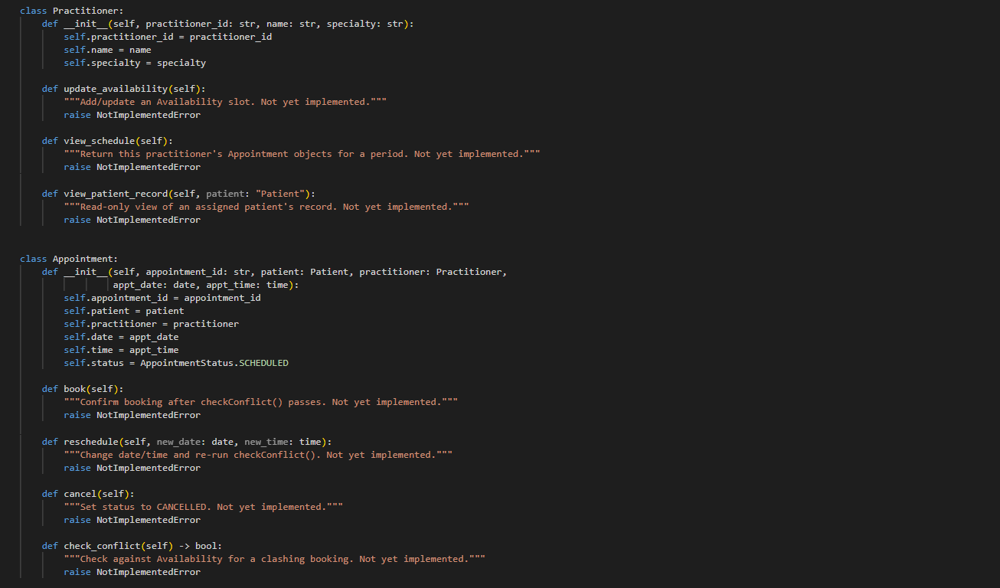 class Practitioner:
    def __init__(self, practitioner_id: str, name: str, specialty: str):
        self.practitioner_id = practitioner_id
        self.name = name
        self.specialty = specialty

    def update_availability(self):
        """Add/update an Availability slot. Not yet implemented."""
        raise NotImplementedError

    def view_schedule(self):
        """Return this practitioner's Appointment objects for a period. Not yet implemented."""
        raise NotImplementedError

    def view_patient_record(self, patient: "Patient"):
        """Read-only view of an assigned patient's record. Not yet implemented."""
        raise NotImplementedError


class Appointment:
    def __init__(self, appointment_id: str, patient: Patient, practitioner: Practitioner,
                 appt_date: date, appt_time: time):
        self.appointment_id = appointment_id
        self.patient = patient
        self.practitioner = practitioner
        self.date = appt_date
        self.time = appt_time
        self.status = AppointmentStatus.SCHEDULED

    def book(self):
        """Confirm booking after checkConflict() passes. Not yet implemented."""
        raise NotImplementedError

    def reschedule(self, new_date: date, new_time: time):
        """Change date/time and re-run checkConflict(). Not yet implemented."""
        raise NotImplementedError

    def cancel(self):
        """Set status to CANCELLED. Not yet implemented."""
        raise NotImplementedError

    def check_conflict(self) -> bool:
        """Check against Availability for a clashing booking. Not yet implemented."""
        raise NotImplementedError